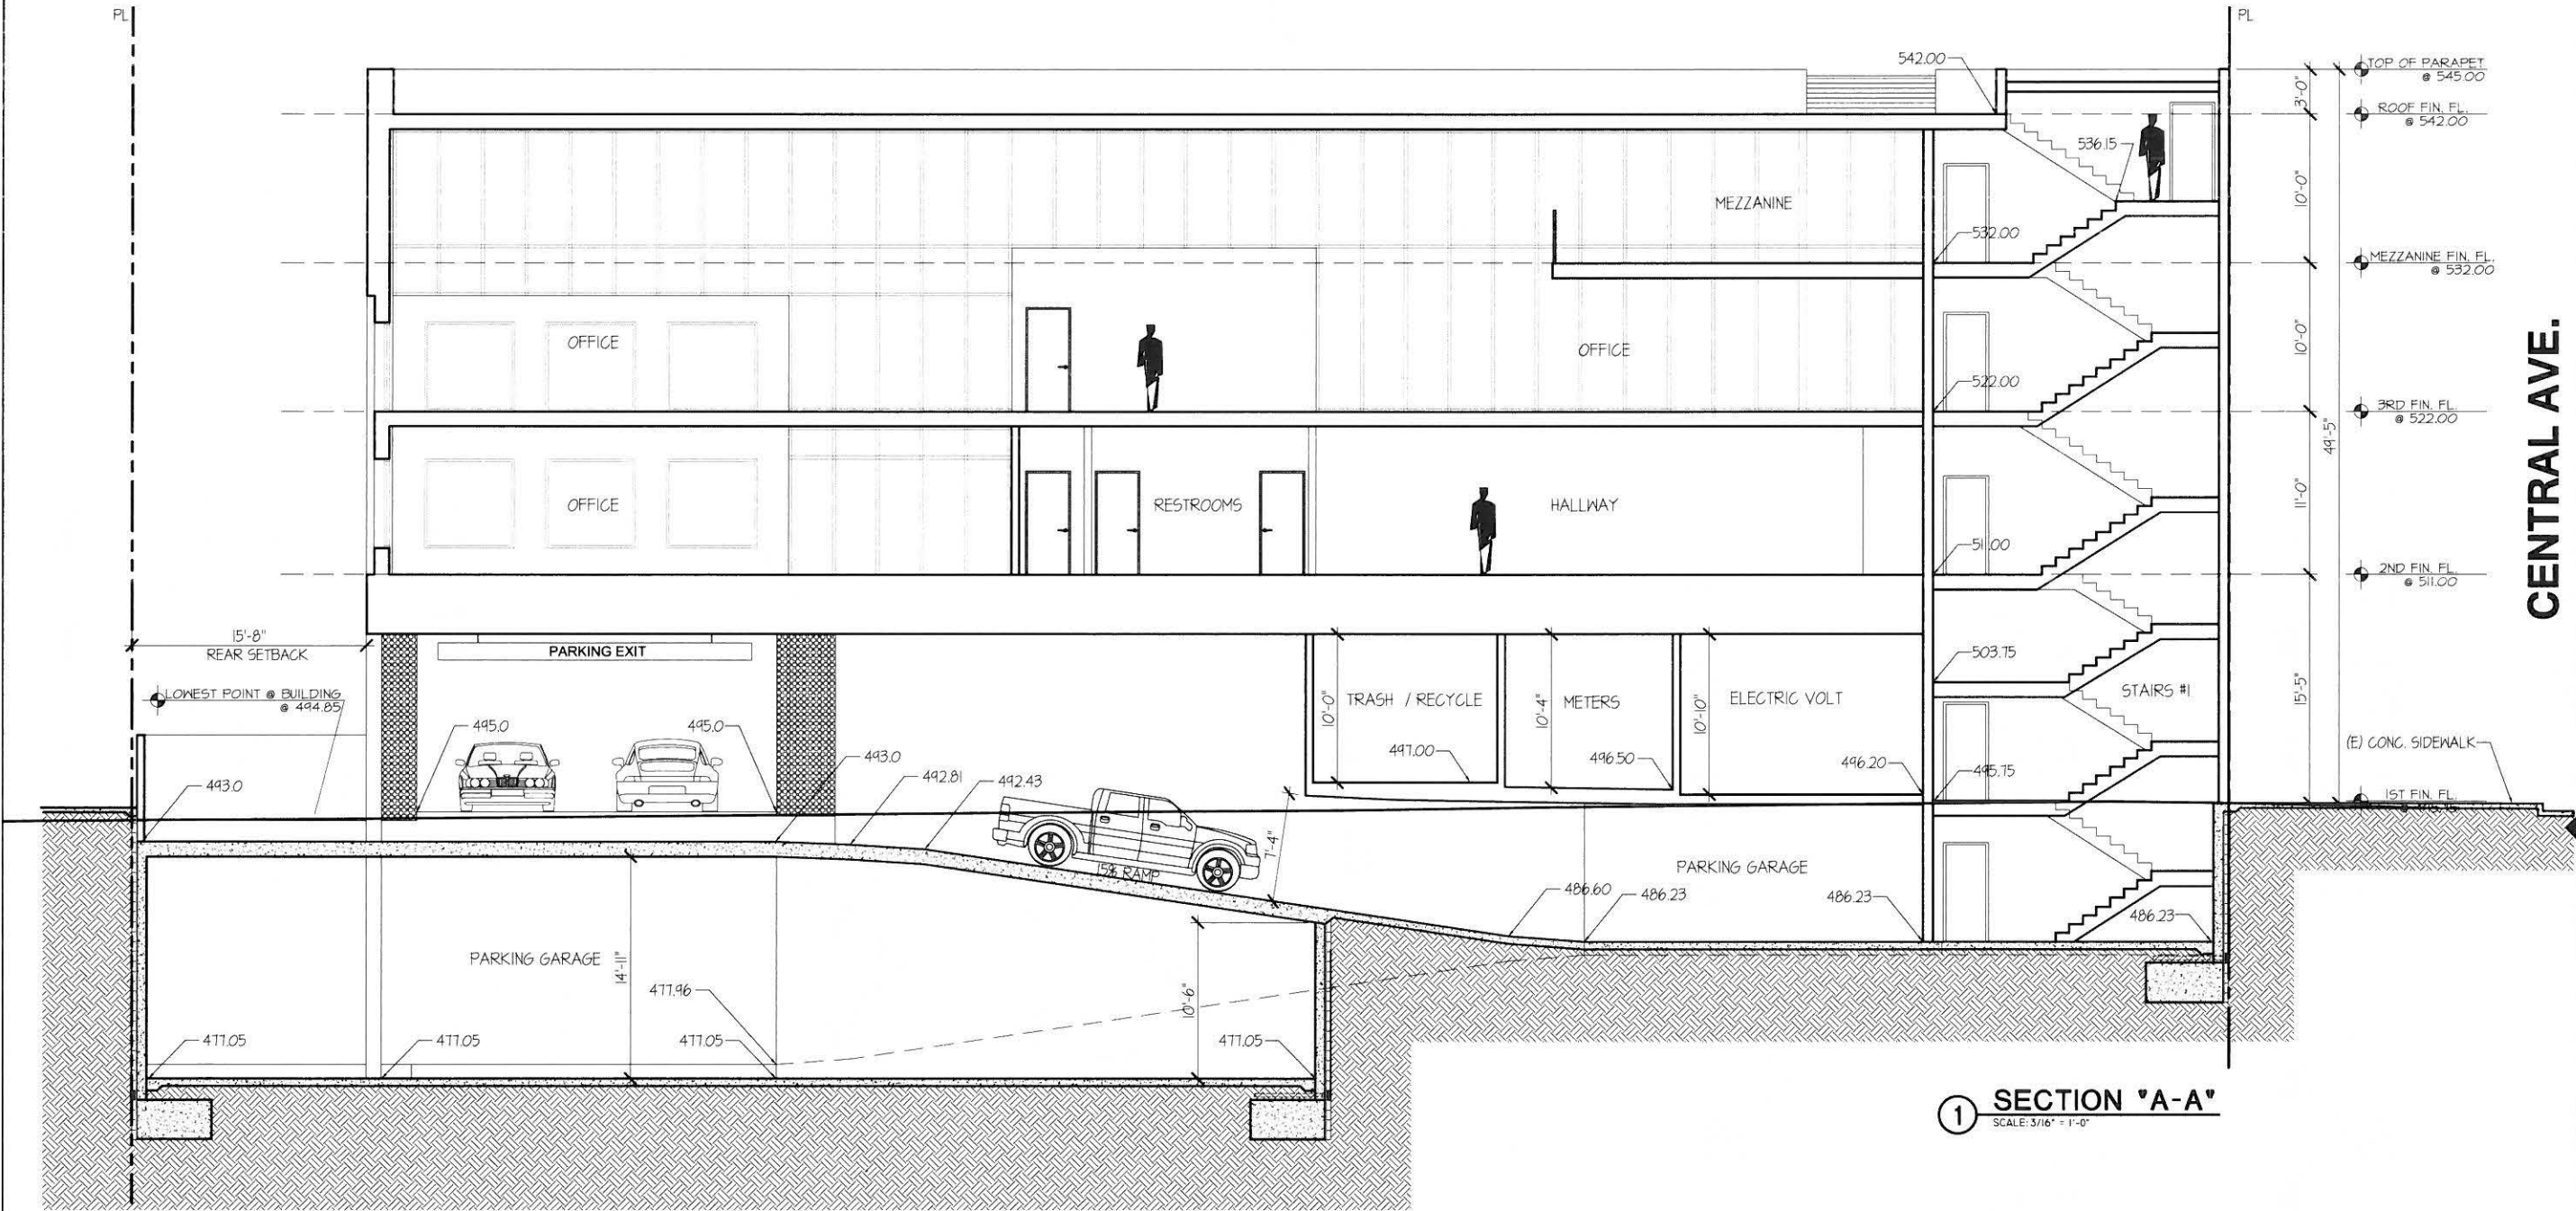 PL
PL
542.00
TOP OF PARAPET
@ 545.00
3'-0"
ROOF FIN. FL.
@ 542.00
536.15
10'-0"
MEZZANINE
532.00
MEZZANINE FIN. FL.
@ 532.00
OFFICE
OFFICE
10'-0"
522.00
3RD FIN. FL.
@ 522.00
49'-5"
CENTRAL AVE.
OFFICE
RESTROOMS
HALLWAY
11'-0"
511.00
2ND FIN. FL.
@ 511.00
15'-8"
REAR SETBACK
PARKING EXIT
503.75
LOWEST POINT @ BUILDING
@ 494.85
10'-0"
TRASH / RECYCLE
10'-4"
METERS
10'-10"
ELECTRIC VOLT
STAIRS #1
15'-5"
495.0
495.0
497.00
496.50
496.20
495.75
(E) CONC. SIDEWALK
493.0
493.0
492.81
492.43
1ST FIN. FL.
15% RAMP
7'-4"
PARKING GARAGE
486.60
486.23
486.23
486.23
PARKING GARAGE
14'-11"
477.96
10'-6"
477.05
477.05
477.05
477.05
1
SECTION "A-A"
SCALE: 3/16" = 1'-0"